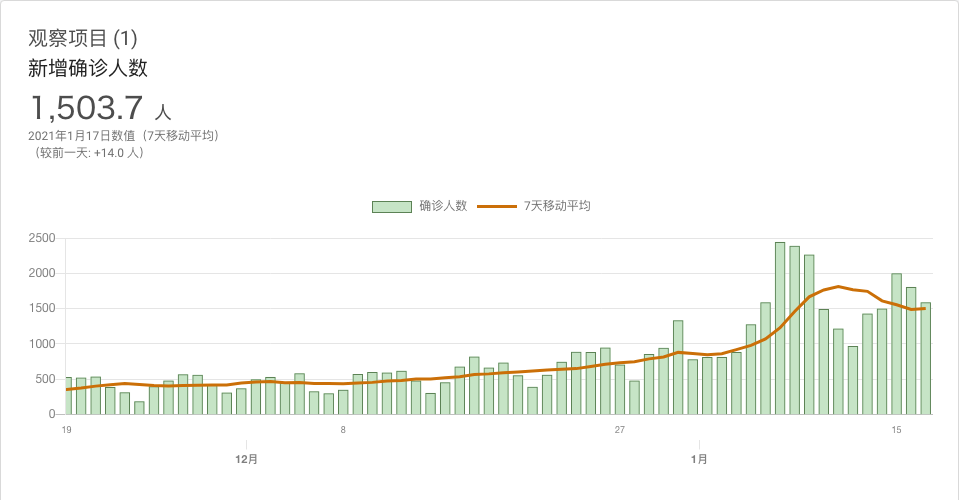 观察项目 (1)
新增确诊人数
1,503.7 人
2021年1月17日数值（7天移动平均）
（较前一天: +14.0 人）
确诊人数 7天移动平均
2500
2000
1500
1000
500
0
19 8 27 15
12月 1月